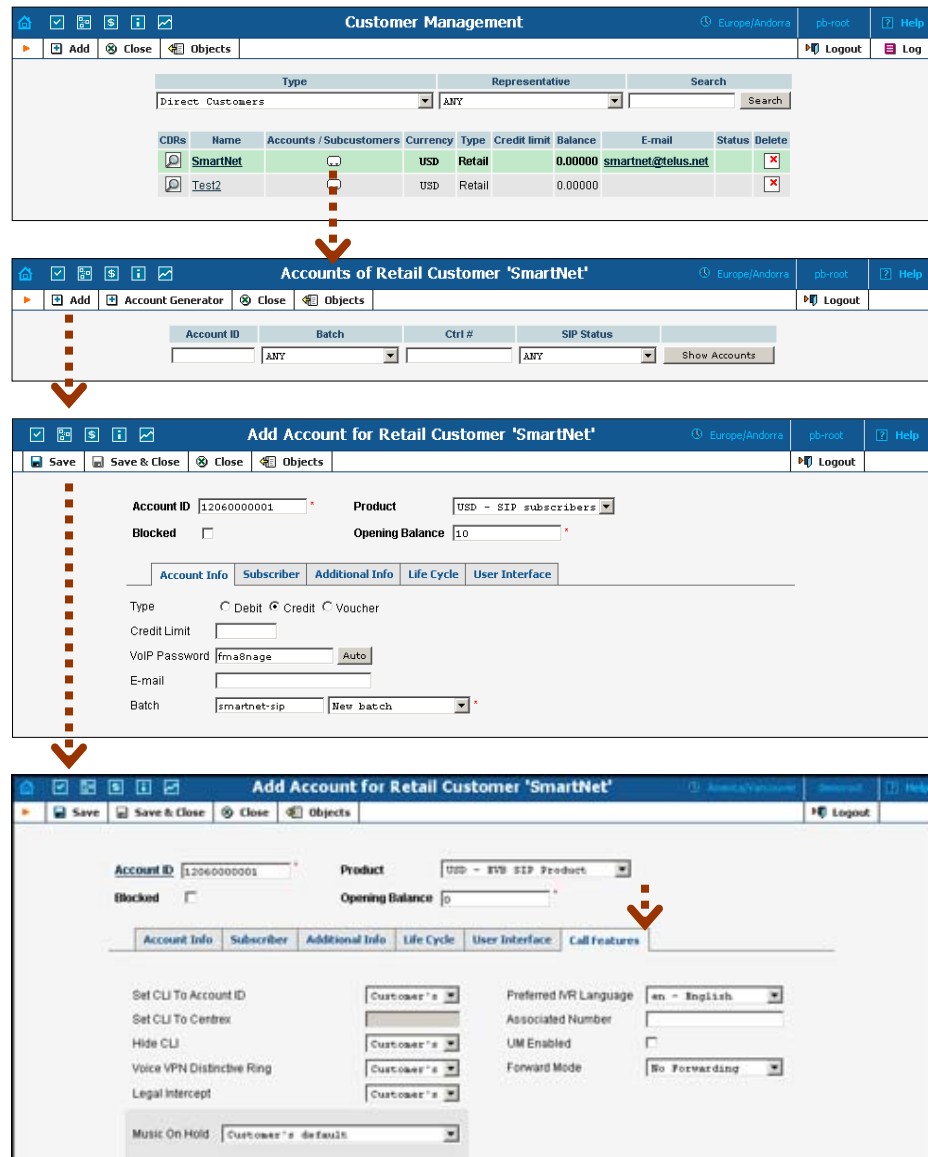 Customer Management Europe/Andorra pb-root ? Help
Add Close Objects Logout Log
Type Representative Search
Direct Customers ANY Search
CDRs Name Accounts / Subcustomers Currency Type Credit limit Balance E-mail Status Delete
SmartNet USD Retail 0.00000 smartnet@telus.net
Test2 USD Retail 0.00000
Accounts of Retail Customer 'SmartNet' Europe/Andorra pb-root ? Help
Add Account Generator Close Objects Logout
Account ID Batch Ctrl # SIP Status
ANY ANY Show Accounts
Add Account for Retail Customer 'SmartNet' Europe/Andorra pb-root ? Help
Save Save & Close Close Objects Logout
Account ID 12060000001 * Product USD - SIP subscribers
Blocked Opening Balance 10 *
Account Info Subscriber Additional Info Life Cycle User Interface
Type Debit Credit Voucher
Credit Limit
VoIP Password fma8nage Auto
E-mail
Batch smartnet-sip New batch *
Add Account for Retail Customer 'SmartNet' America/Vancouver ? Help
Save Save & Close Close Objects Logout
Account ID 12060000001 * Product USD - EVB SIP Product
Blocked Opening Balance 0 *
Account Info Subscriber Additional Info Life Cycle User Interface Call Features
Set CLI To Account ID Customer's Preferred IVR Language en - English
Set CLI To Centrex Associated Number
Hide CLI Customer's UM Enabled
Voice VPN Distinctive Ring Customer's Forward Mode No Forwarding
Legal Intercept Customer's
Music On Hold Customer's default